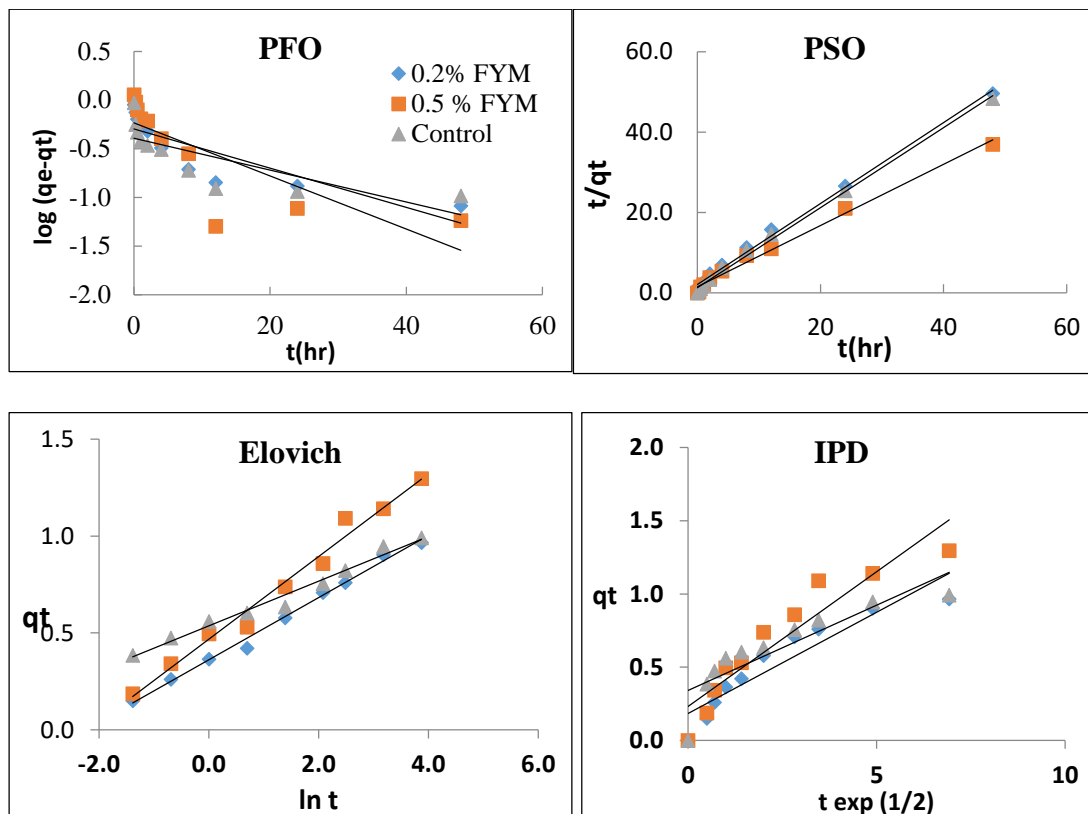 PFO
0.5
0.0
-0.5
-1.0
-1.5
-2.0
log (qe-qt)
0.2% FYM
0.5 % FYM
Control
0 20 40 60
t(hr)
PSO
60.0
40.0
20.0
0.0
t/qt
0 20 40 60
t(hr)
Elovich
1.5
1.0
0.5
0.0
qt
-2.0 0.0 2.0 4.0 6.0
ln t
IPD
2.0
1.5
1.0
0.5
0.0
qt
0 5 10
t exp (1/2)